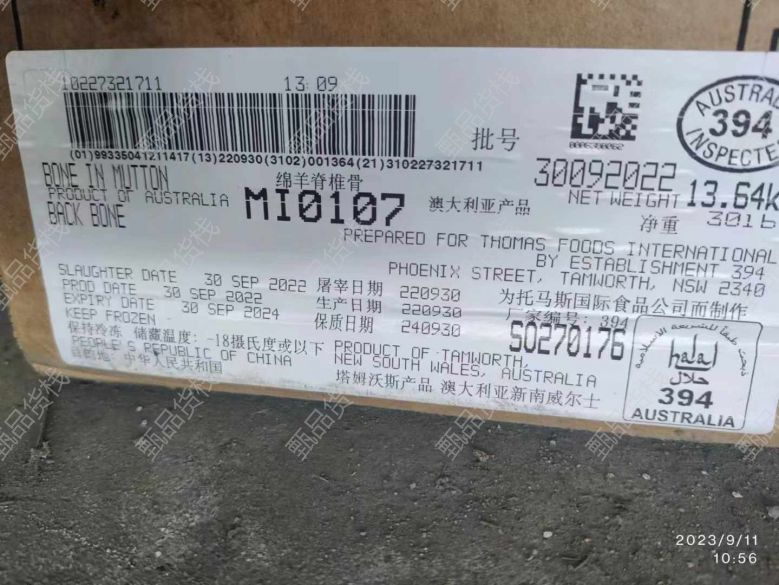 10227321711 13 09
(01)99335041211417(13)220930(3102)001364(21)310227321711
批号
30092022
AUSTRAL
394
INSPECTE
BONE IN MUTTON
绵羊脊椎骨
PRODUCT OF AUSTRALIA
MI0107
澳大利亚产品
NET WEIGHT 13.64K
BACK BONE
净重 30lb
PREPARED FOR THOMAS FOODS INTERNATIONAL
BY ESTABLISHMENT 394
PHOENIX STREET, TAMWORTH, NSW 2340
SLAUGHTER DATE 30 SEP 2022 屠宰日期 220930
PROD DATE 30 SEP 2022 生产日期 220930
EXPIRY DATE 30 SEP 2024 保质日期 240930
为托马斯国际食品公司而制作
厂家编号: 394
KEEP FROZEN
保持冷冻 储藏温度: -18摄氏度或以下
SO270176
PEOPLE'S REPUBLIC OF CHINA
目的地: 中华人民共和国
PRODUCT OF TAMWORTH,
NEW SOUTH WALES, AUSTRALIA
塔姆沃斯产品 澳大利亚新南威尔士
halal
حلال
394
AUSTRALIA
甄品货栈
2023/9/11
10:56